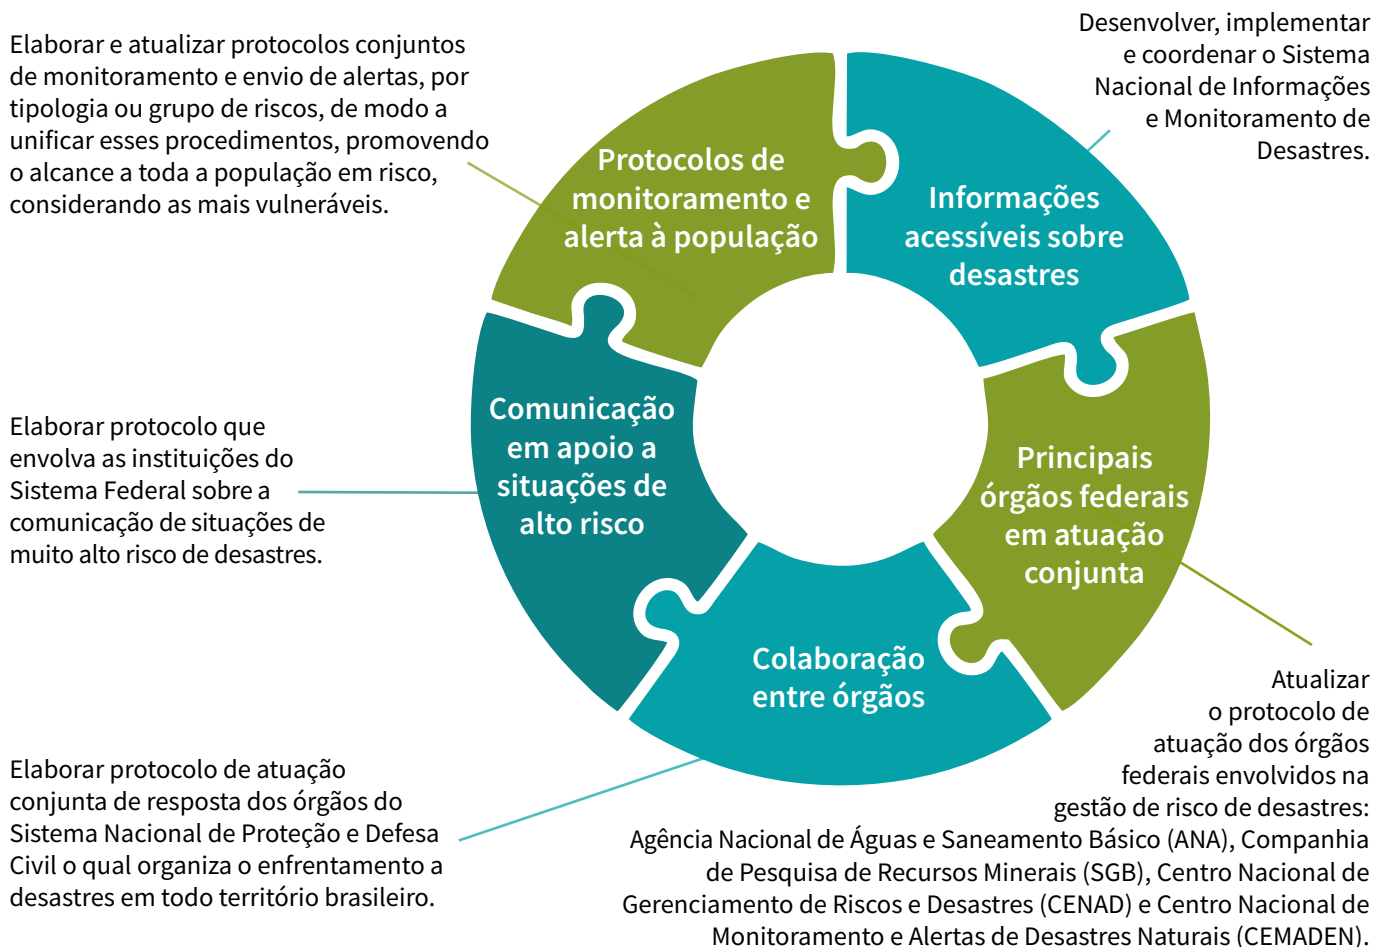 Elaborar e atualizar protocolos conjuntos
de monitoramento e envio de alertas, por
tipologia ou grupo de riscos, de modo a
unificar esses procedimentos, promovendo
o alcance a toda a população em risco,
considerando as mais vulneráveis.
Protocolos de
monitoramento e
alerta à população
Desenvolver, implementar
e coordenar o Sistema
Nacional de Informações
e Monitoramento de
Desastres.
Informações
acessíveis sobre
desastres
Elaborar protocolo que
envolva as instituições do
Sistema Federal sobre a
comunicação de situações de
muito alto risco de desastres.
Comunicação
em apoio a
situações de
alto risco
Principais
órgãos federais
em atuação
conjunta
Colaboração
entre órgãos
Elaborar protocolo de atuação
conjunta de resposta dos órgãos do
Sistema Nacional de Proteção e Defesa
Civil o qual organiza o enfrentamento a
desastres em todo território brasileiro.
Atualizar
o protocolo de
atuação dos órgãos
federais envolvidos na
gestão de risco de desastres:
Agência Nacional de Águas e Saneamento Básico (ANA), Companhia
de Pesquisa de Recursos Minerais (SGB), Centro Nacional de
Gerenciamento de Riscos e Desastres (CENAD) e Centro Nacional de
Monitoramento e Alertas de Desastres Naturais (CEMADEN).